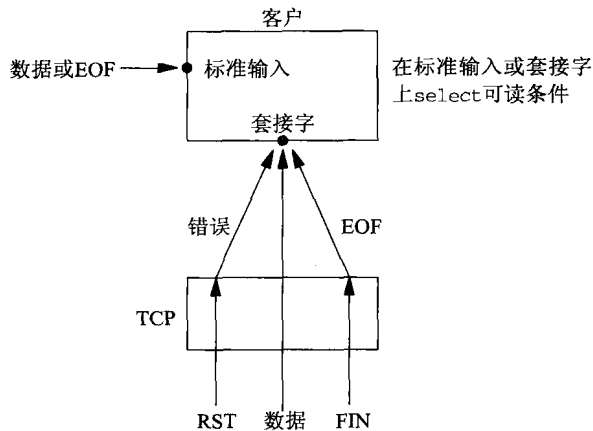 客户
数据或EOF
标准输入
在标准输入或套接字
上select可读条件
套接字
错误
EOF
TCP
RST
数据
FIN